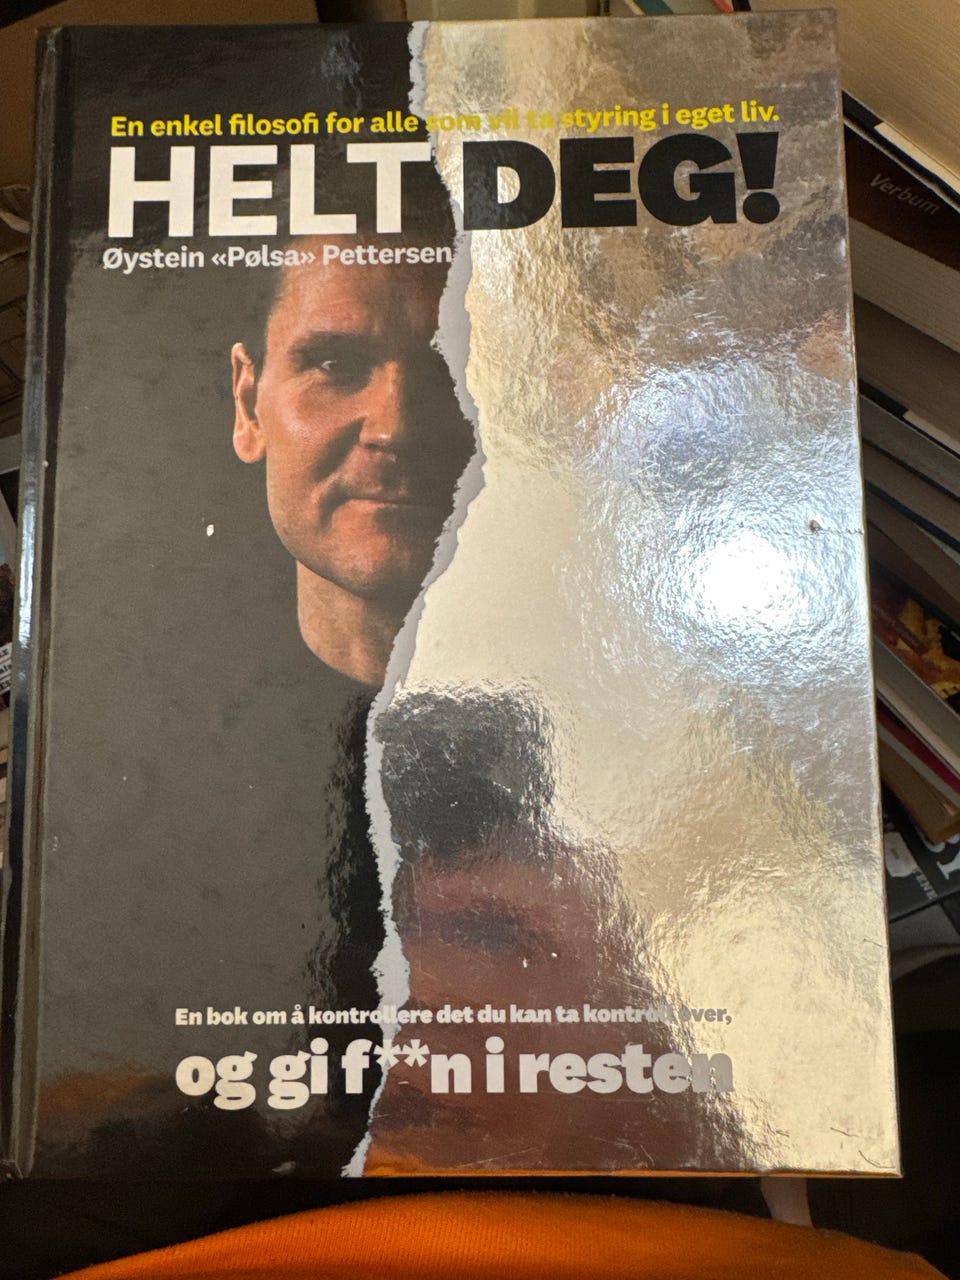 En enkel filosofi for alle som vil ta styring i eget liv.
HELT DEG!
Øystein «Pølsa» Pettersen
Verbum
En bok om å kontrollere det du kan ta kontroll over,
og gi f**n i resten